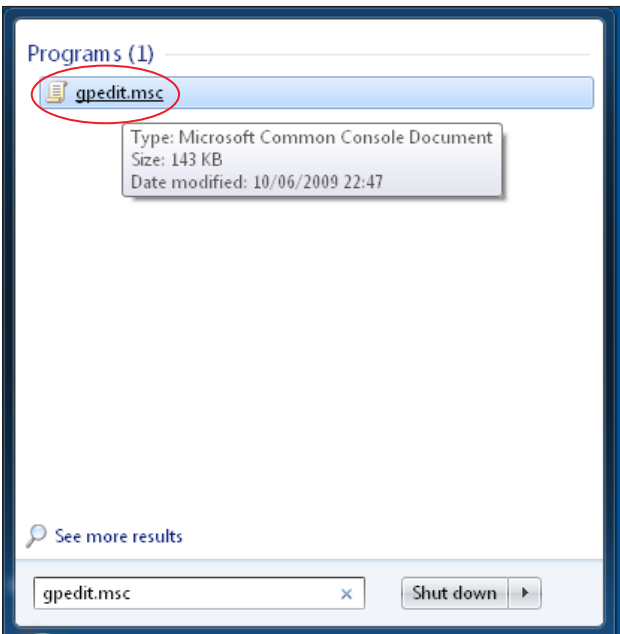 Programs (1)
gpedit.msc
Type: Microsoft Common Console Document
Size: 143 KB
Date modified: 10/06/2009 22:47
See more results
gpedit.msc
Shut down